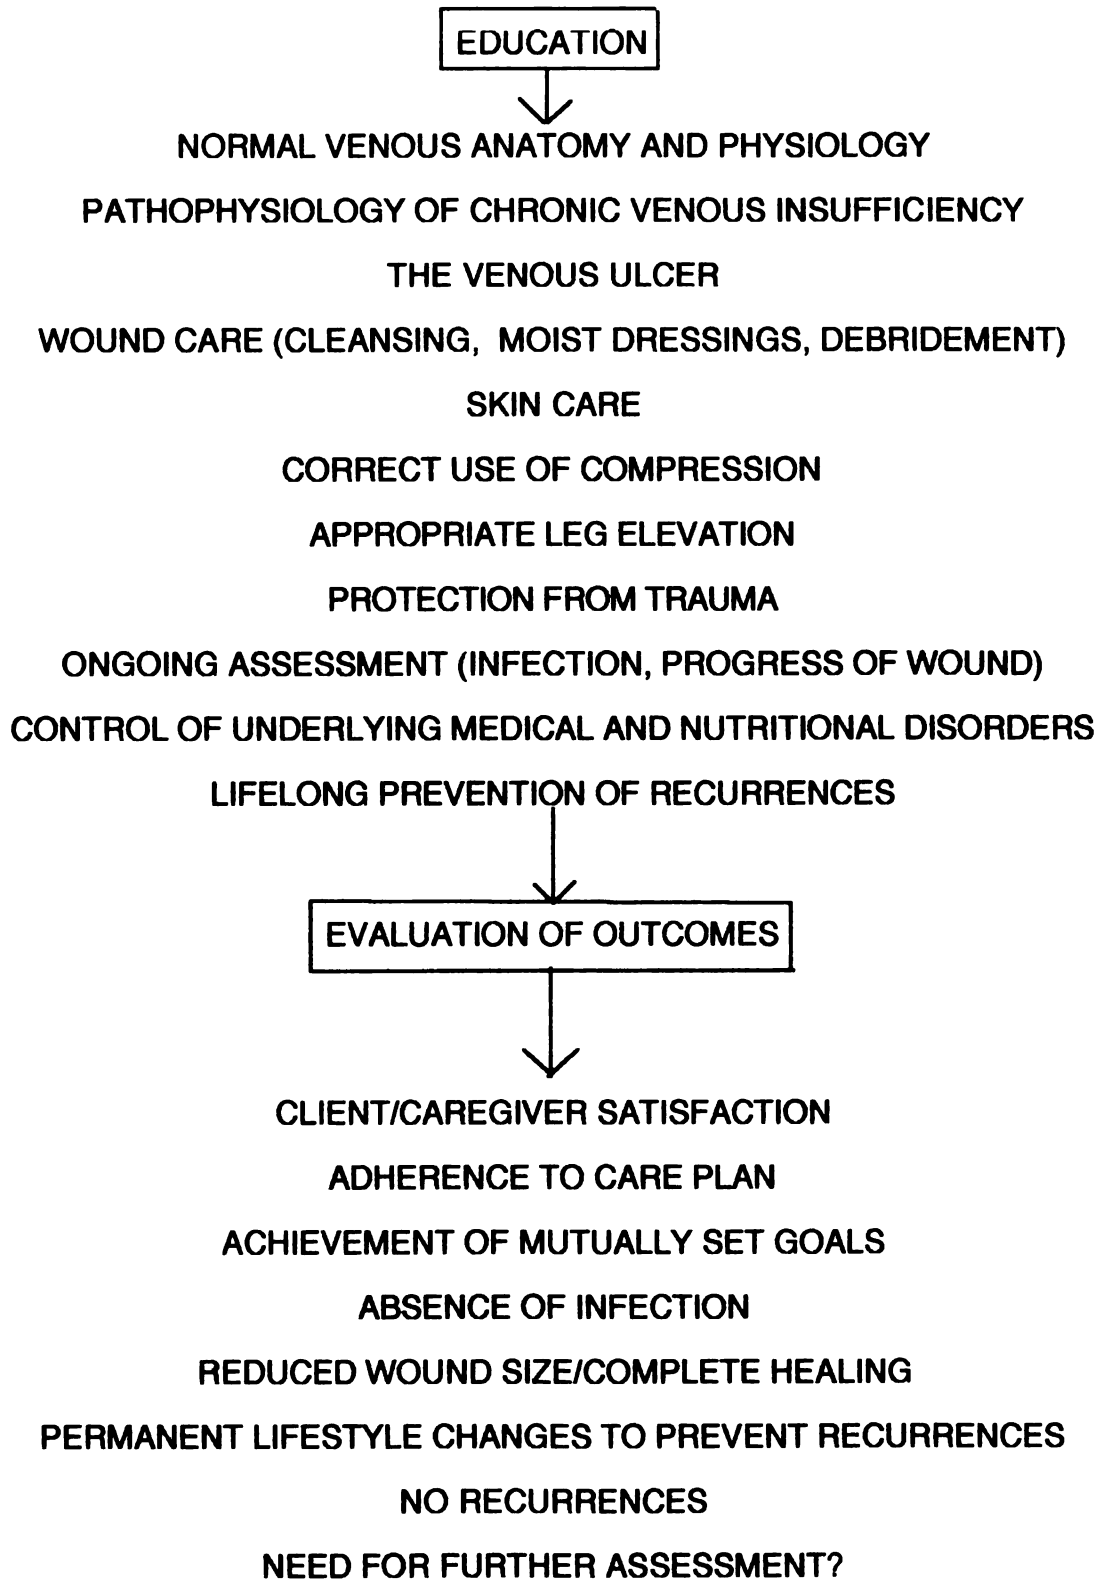 EDUCATION
NORMAL VENOUS ANATOMY AND PHYSIOLOGY
PATHOPHYSIOLOGY OF CHRONIC VENOUS INSUFFICIENCY
THE VENOUS ULCER
WOUND CARE (CLEANSING, MOIST DRESSINGS, DEBRIDEMENT)
SKIN CARE
CORRECT USE OF COMPRESSION
APPROPRIATE LEG ELEVATION
PROTECTION FROM TRAUMA
ONGOING ASSESSMENT (INFECTION, PROGRESS OF WOUND)
CONTROL OF UNDERLYING MEDICAL AND NUTRITIONAL DISORDERS
LIFELONG PREVENTION OF RECURRENCES
EVALUATION OF OUTCOMES
CLIENT/CAREGIVER SATISFACTION
ADHERENCE TO CARE PLAN
ACHIEVEMENT OF MUTUALLY SET GOALS
ABSENCE OF INFECTION
REDUCED WOUND SIZE/COMPLETE HEALING
PERMANENT LIFESTYLE CHANGES TO PREVENT RECURRENCES
NO RECURRENCES
NEED FOR FURTHER ASSESSMENT?